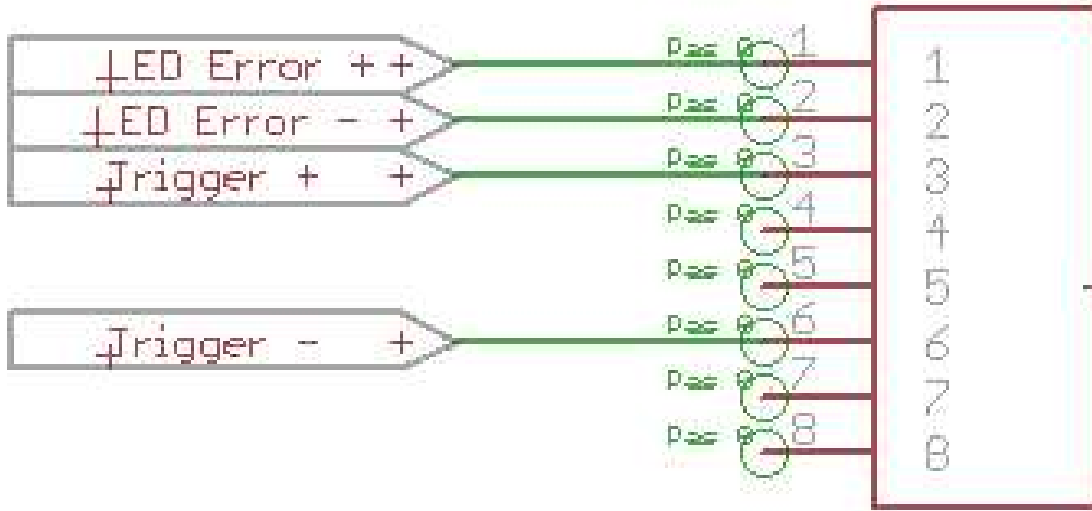 LED Error +
LED Error -
Trigger +
Trigger -
Pas 0 1
Pas 0 2
Pas 0 3
Pas 0 4
Pas 0 5
Pas 0 6
Pas 0 7
Pas 0 8
1
2
3
4
5
6
7
8